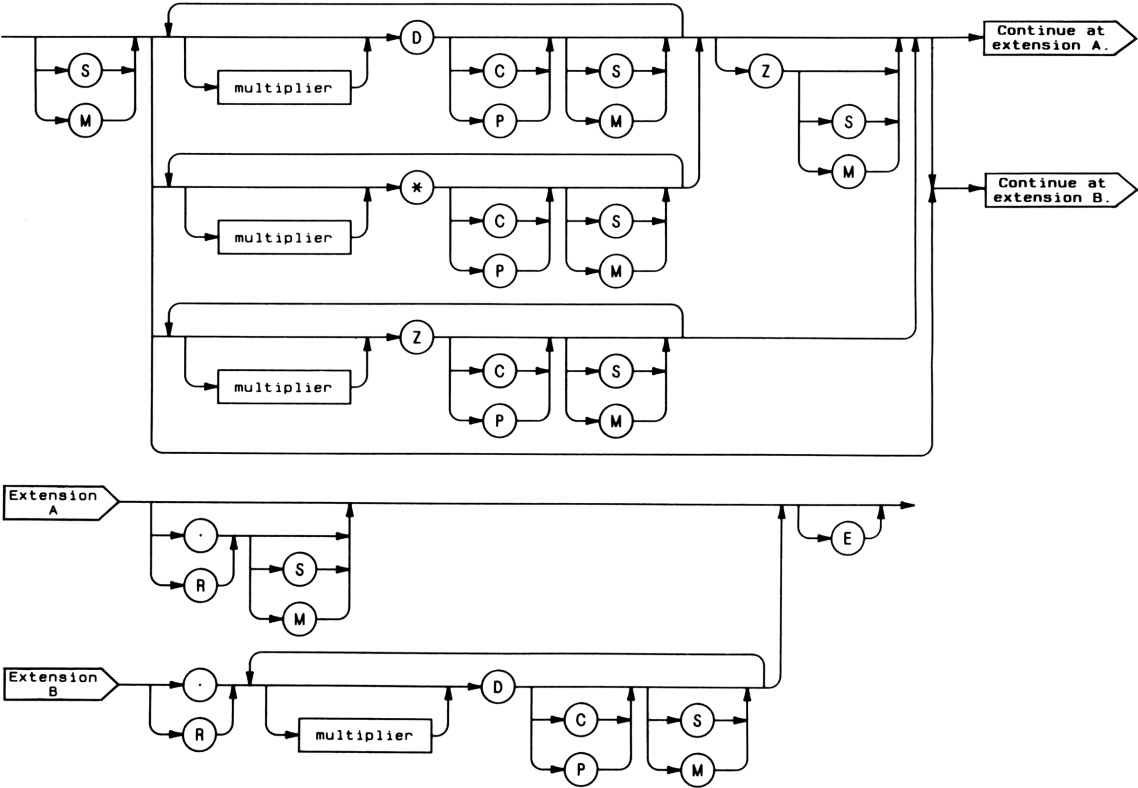 D
Continue at
extension A.
S
C
S
Z
multiplier
M
P
M
S
M
*
Continue at
extension B.
multiplier
C
S
P
M
Z
multiplier
C
S
P
M
Extension
A
.
R
S
M
E
Extension
B
.
D
R
multiplier
C
S
P
M